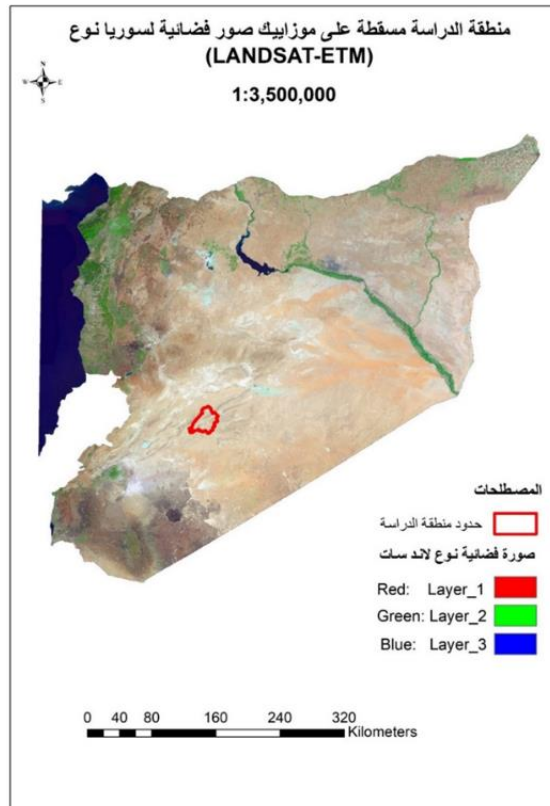 منطقة الدراسة مسقطة على موزاييك صور فضائية لسوريا نوع
(LANDSAT-ETM)
N
W E
S
1:3,500,000
المصطلحات
حدود منطقة الدراسة
صورة فضائية نوع لاند سات
Red: Layer_1
Green: Layer_2
Blue: Layer_3
0 40 80 160 240 320
Kilometers